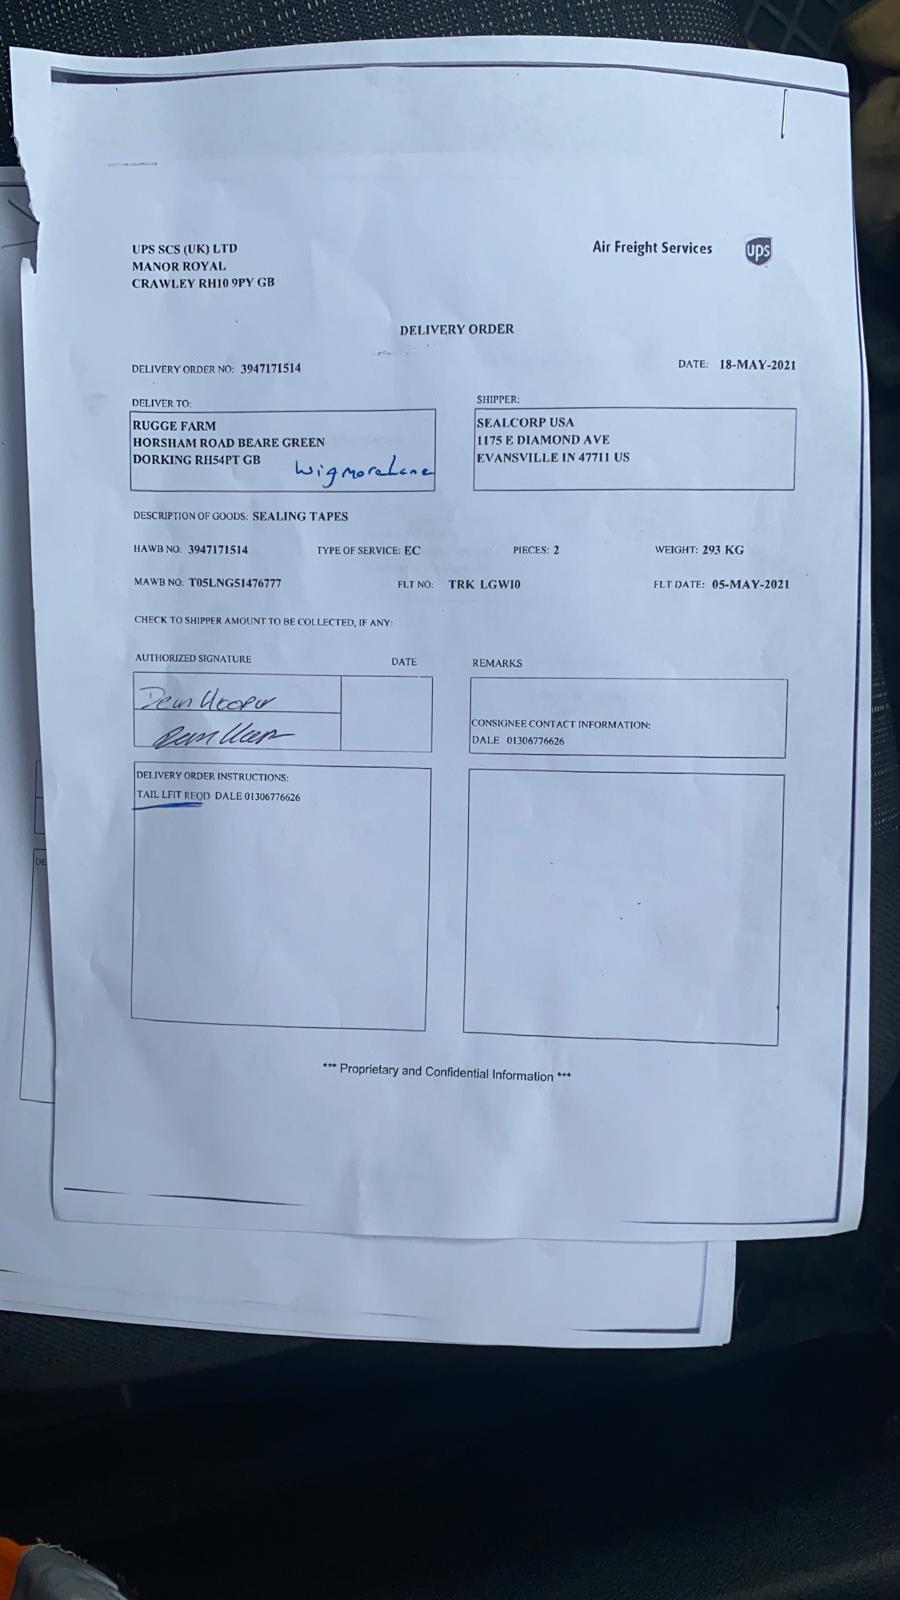 UPS SCS (UK) LTD
MANOR ROYAL
CRAWLEY RH10 9PY GB
Air Freight Services
ups
DELIVERY ORDER
DELIVERY ORDER NO: 3947171514
DATE: 18-MAY-2021
DELIVER TO:
RUGGE FARM
HORSHAM ROAD BEARE GREEN
DORKING RH54PT GB
Wigmore Lane
SHIPPER:
SEALCORP USA
1175 E DIAMOND AVE
EVANSVILLE IN 47711 US
DESCRIPTION OF GOODS: SEALING TAPES
HAWB NO: 3947171514 TYPE OF SERVICE: EC PIECES: 2 WEIGHT: 293 KG
MAWB NO: T05LNG51476777 FLT NO: TRK LGW10 FLT DATE: 05-MAY-2021
CHECK TO SHIPPER AMOUNT TO BE COLLECTED, IF ANY:
AUTHORIZED SIGNATURE DATE
REMARKS
CONSIGNEE CONTACT INFORMATION:
DALE 01306776626
DELIVERY ORDER INSTRUCTIONS:
TAIL LFIT REQD DALE 01306776626
*** Proprietary and Confidential Information ***
DE